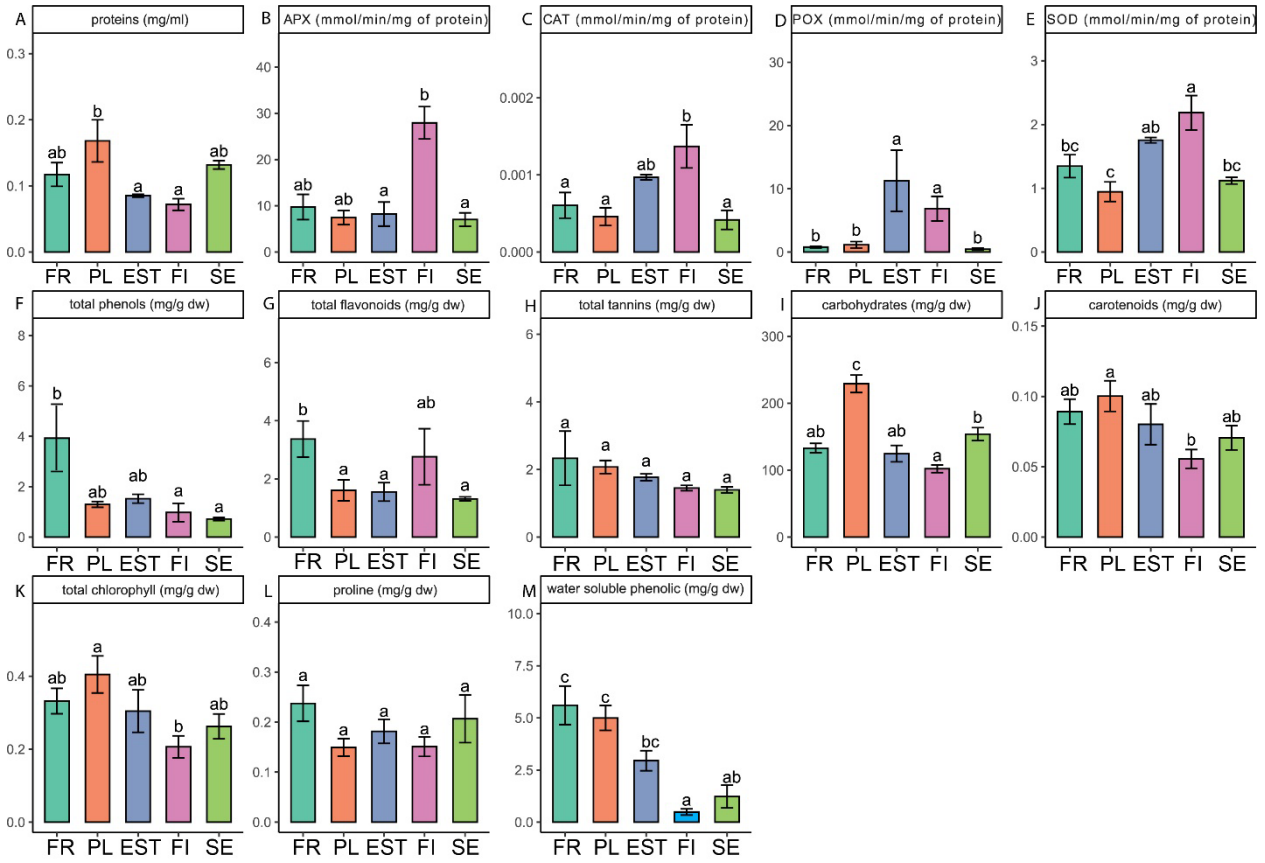 A proteins (mg/ml) B APX (mmol/min/mg of protein) C CAT (mmol/min/mg of protein) D POX (mmol/min/mg of protein) E SOD (mmol/min/mg of protein)
0.3
0.2
0.1
0.0
ab b a a ab
FR PL EST FI SE
40
30
20
10
0
ab ab a b a
FR PL EST FI SE
0.002
0.001
0.000
a a ab b a
FR PL EST FI SE
30
20
10
0
b b a a b
FR PL EST FI SE
3
2
1
0
bc c ab a bc
FR PL EST FI SE
F total phenols (mg/g dw) G total flavonoids (mg/g dw) H total tannins (mg/g dw) I carbohydrates (mg/g dw) J carotenoids (mg/g dw)
8
6
4
2
0
b ab ab a a
FR PL EST FI SE
6
4
2
0
b a a ab a
FR PL EST FI SE
6
4
2
0
a a a a a
FR PL EST FI SE
300
200
100
0
ab c ab a b
FR PL EST FI SE
0.15
0.10
0.05
0.00
ab a ab b ab
FR PL EST FI SE
K total chlorophyll (mg/g dw) L proline (mg/g dw) M water soluble phenolic (mg/g dw)
0.4
0.2
0.0
ab a ab b ab
FR PL EST FI SE
0.4
0.3
0.2
0.1
0.0
a a a a a
FR PL EST FI SE
10.0
7.5
5.0
2.5
0.0
c c bc a ab
FR PL EST FI SE